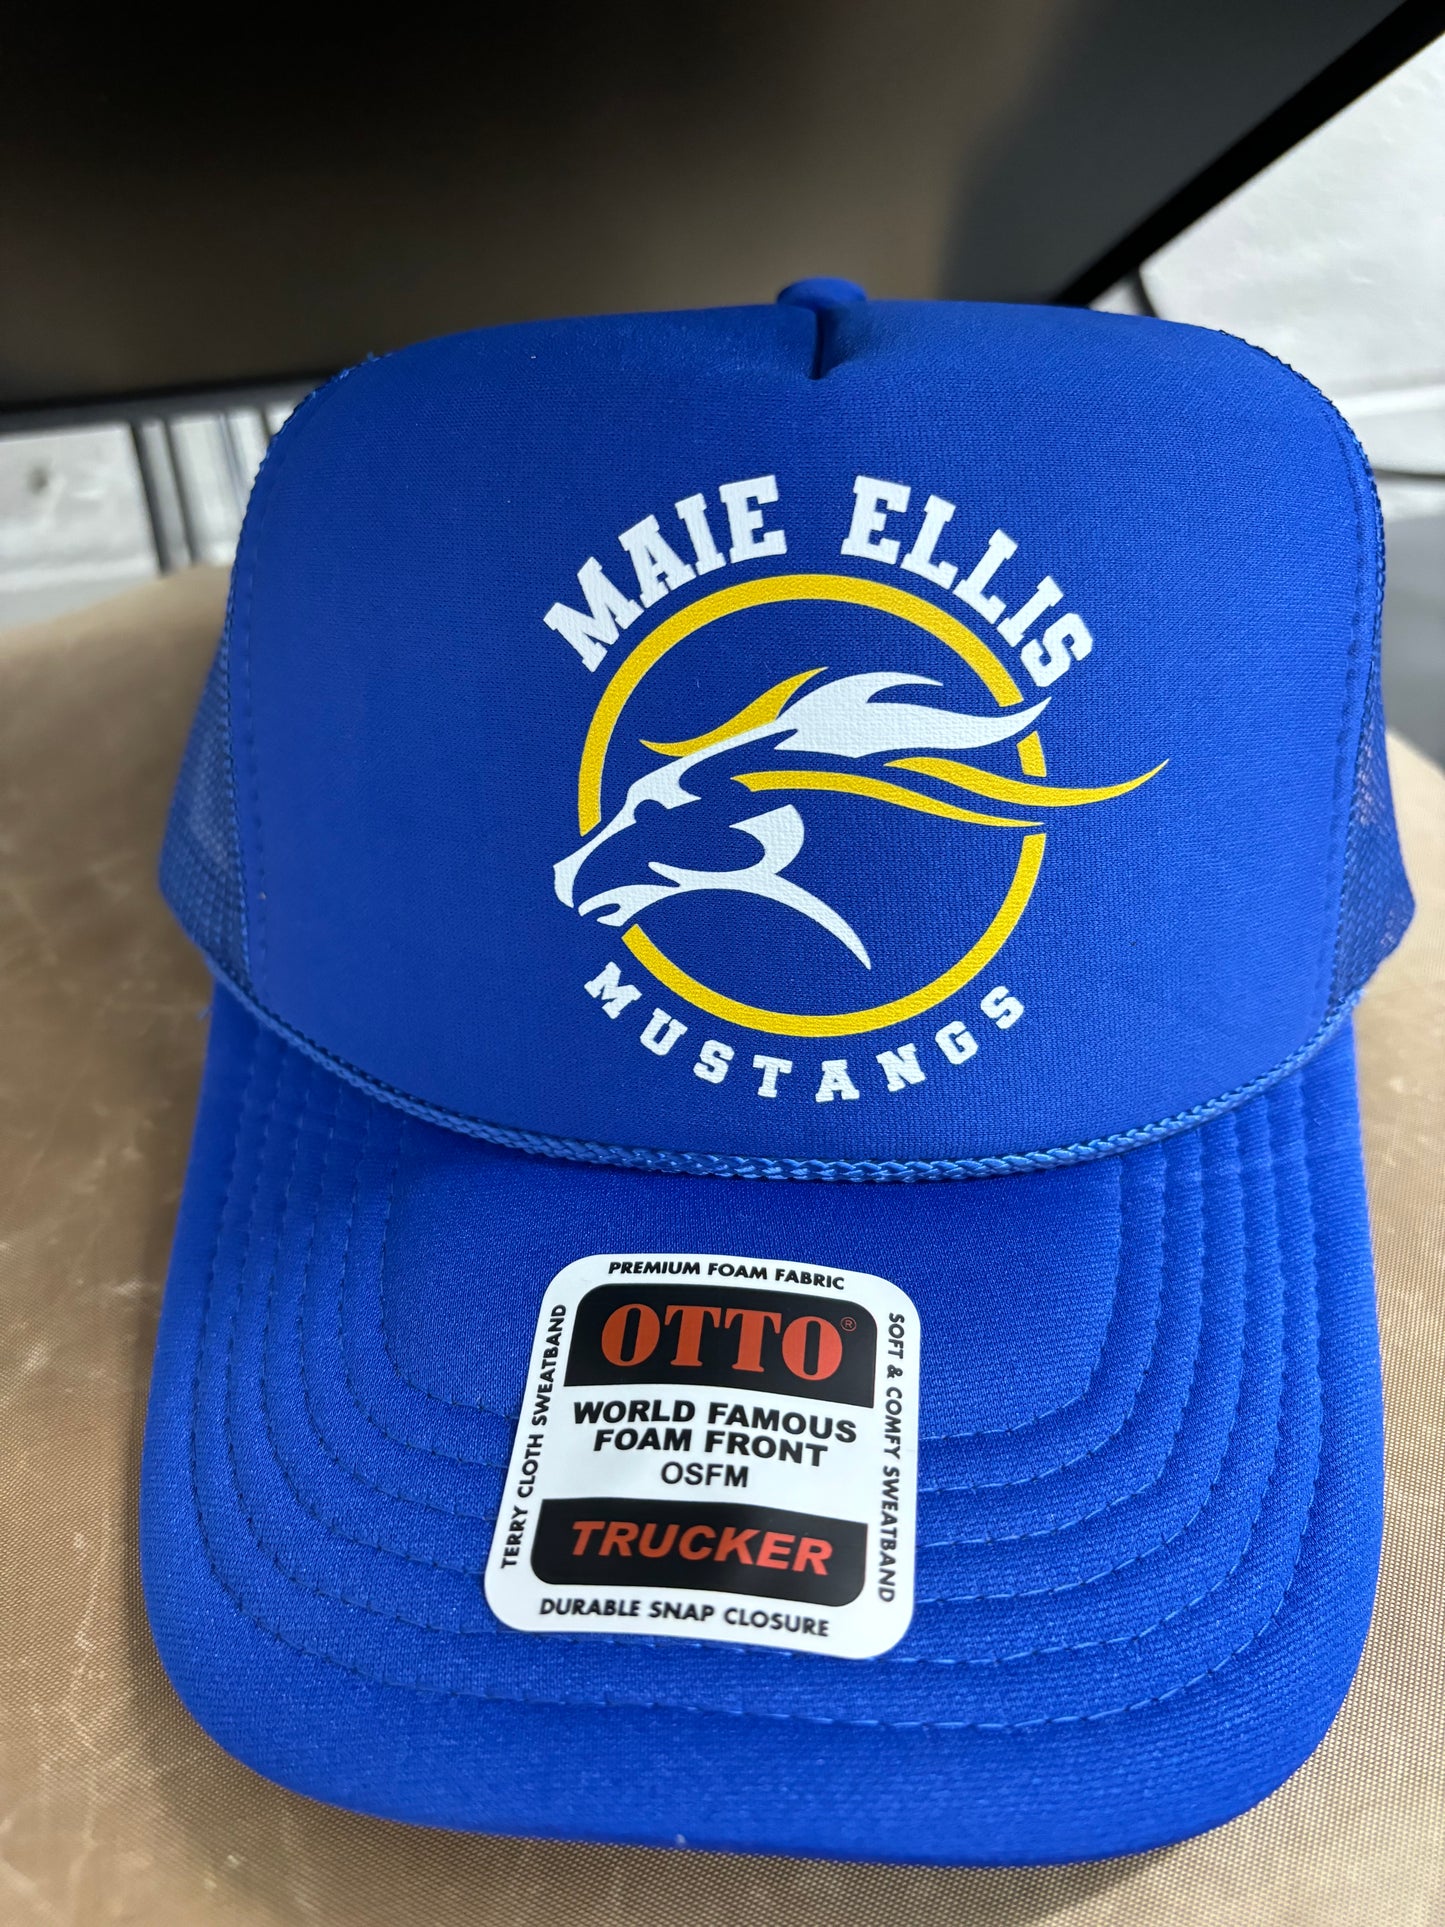 MAIE ELLIS
MUSTANGS
PREMIUM FOAM FABRIC
OTTO®
WORLD FAMOUS
FOAM FRONT
OSFM
TRUCKER
DURABLE SNAP CLOSURE
TERRY CLOTH SWEATBAND
SOFT & COMFY SWEATBAND